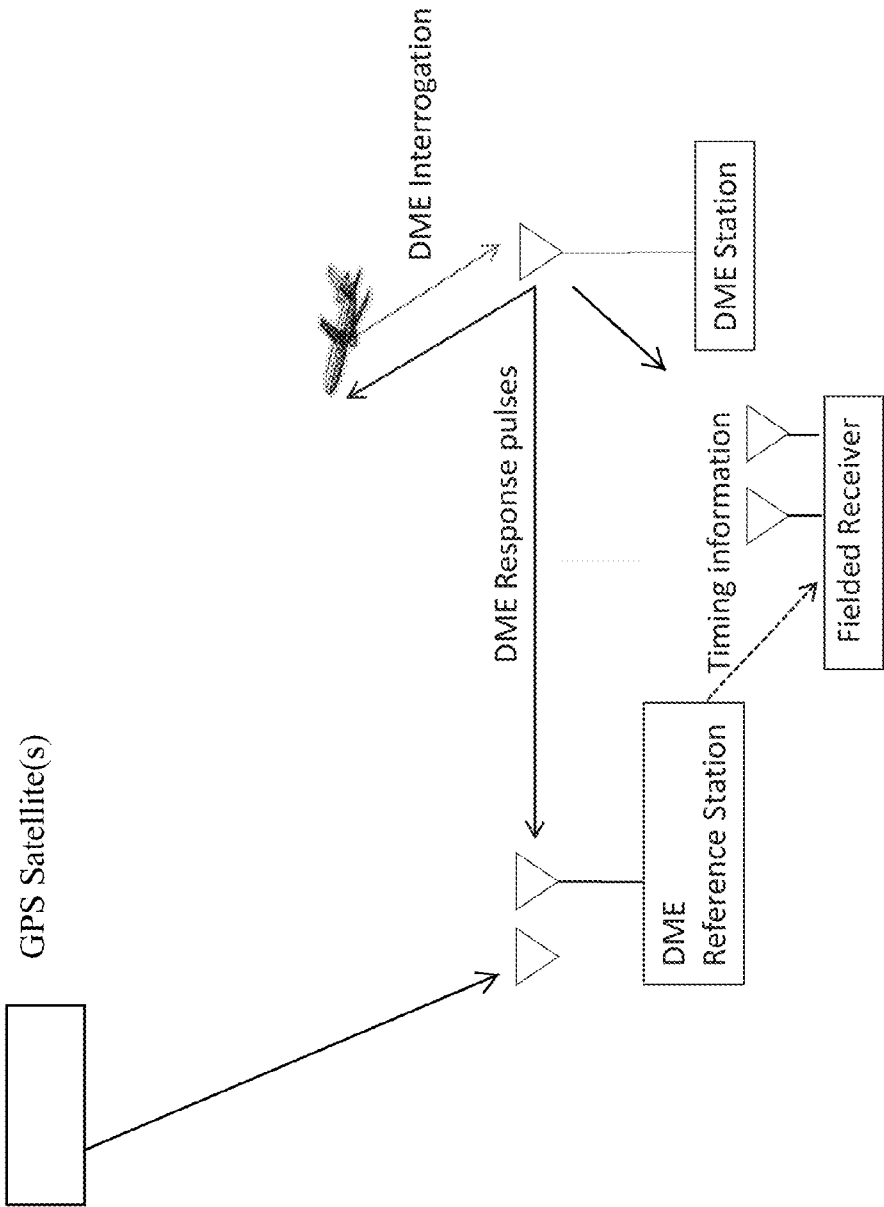 GPS Satellite(s)
DME Interrogation
DME Response pulses
DME
Reference Station
Timing information
Fielded Receiver
DME Station